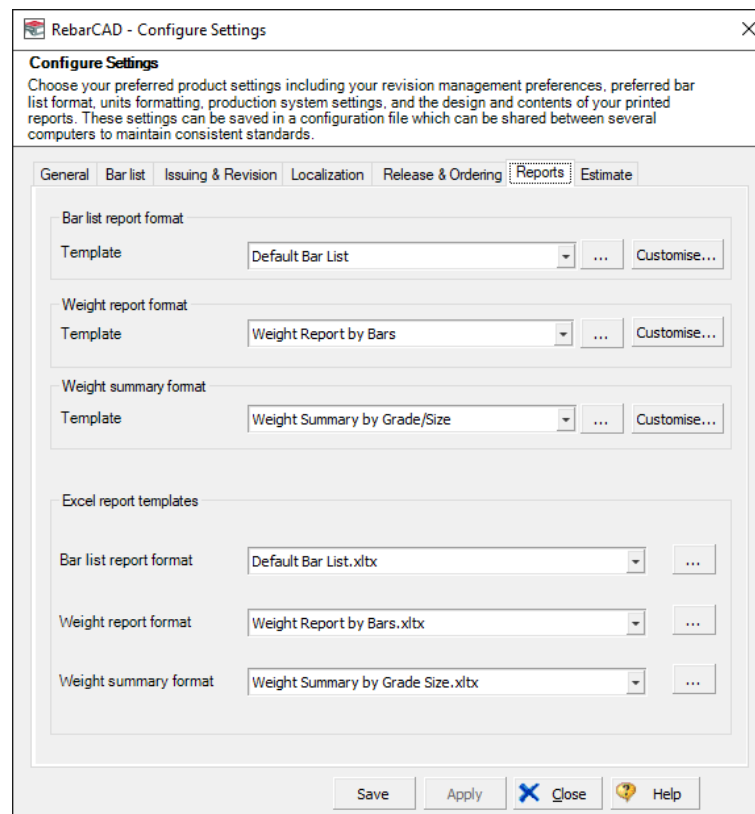 RebarCAD - Configure Settings
Configure Settings
Choose your preferred product settings including your revision management preferences, preferred bar
list format, units formatting, production system settings, and the design and contents of your printed
reports. These settings can be saved in a configuration file which can be shared between several
computers to maintain consistent standards.
General Bar list Issuing & Revision Localization Release & Ordering Reports Estimate
Bar list report format
Template Default Bar List ... Customise...
Weight report format
Template Weight Report by Bars ... Customise...
Weight summary format
Template Weight Summary by Grade/Size ... Customise...
Excel report templates
Bar list report format Default Bar List.xltx ...
Weight report format Weight Report by Bars.xltx ...
Weight summary format Weight Summary by Grade Size.xltx ...
Save Apply Close Help